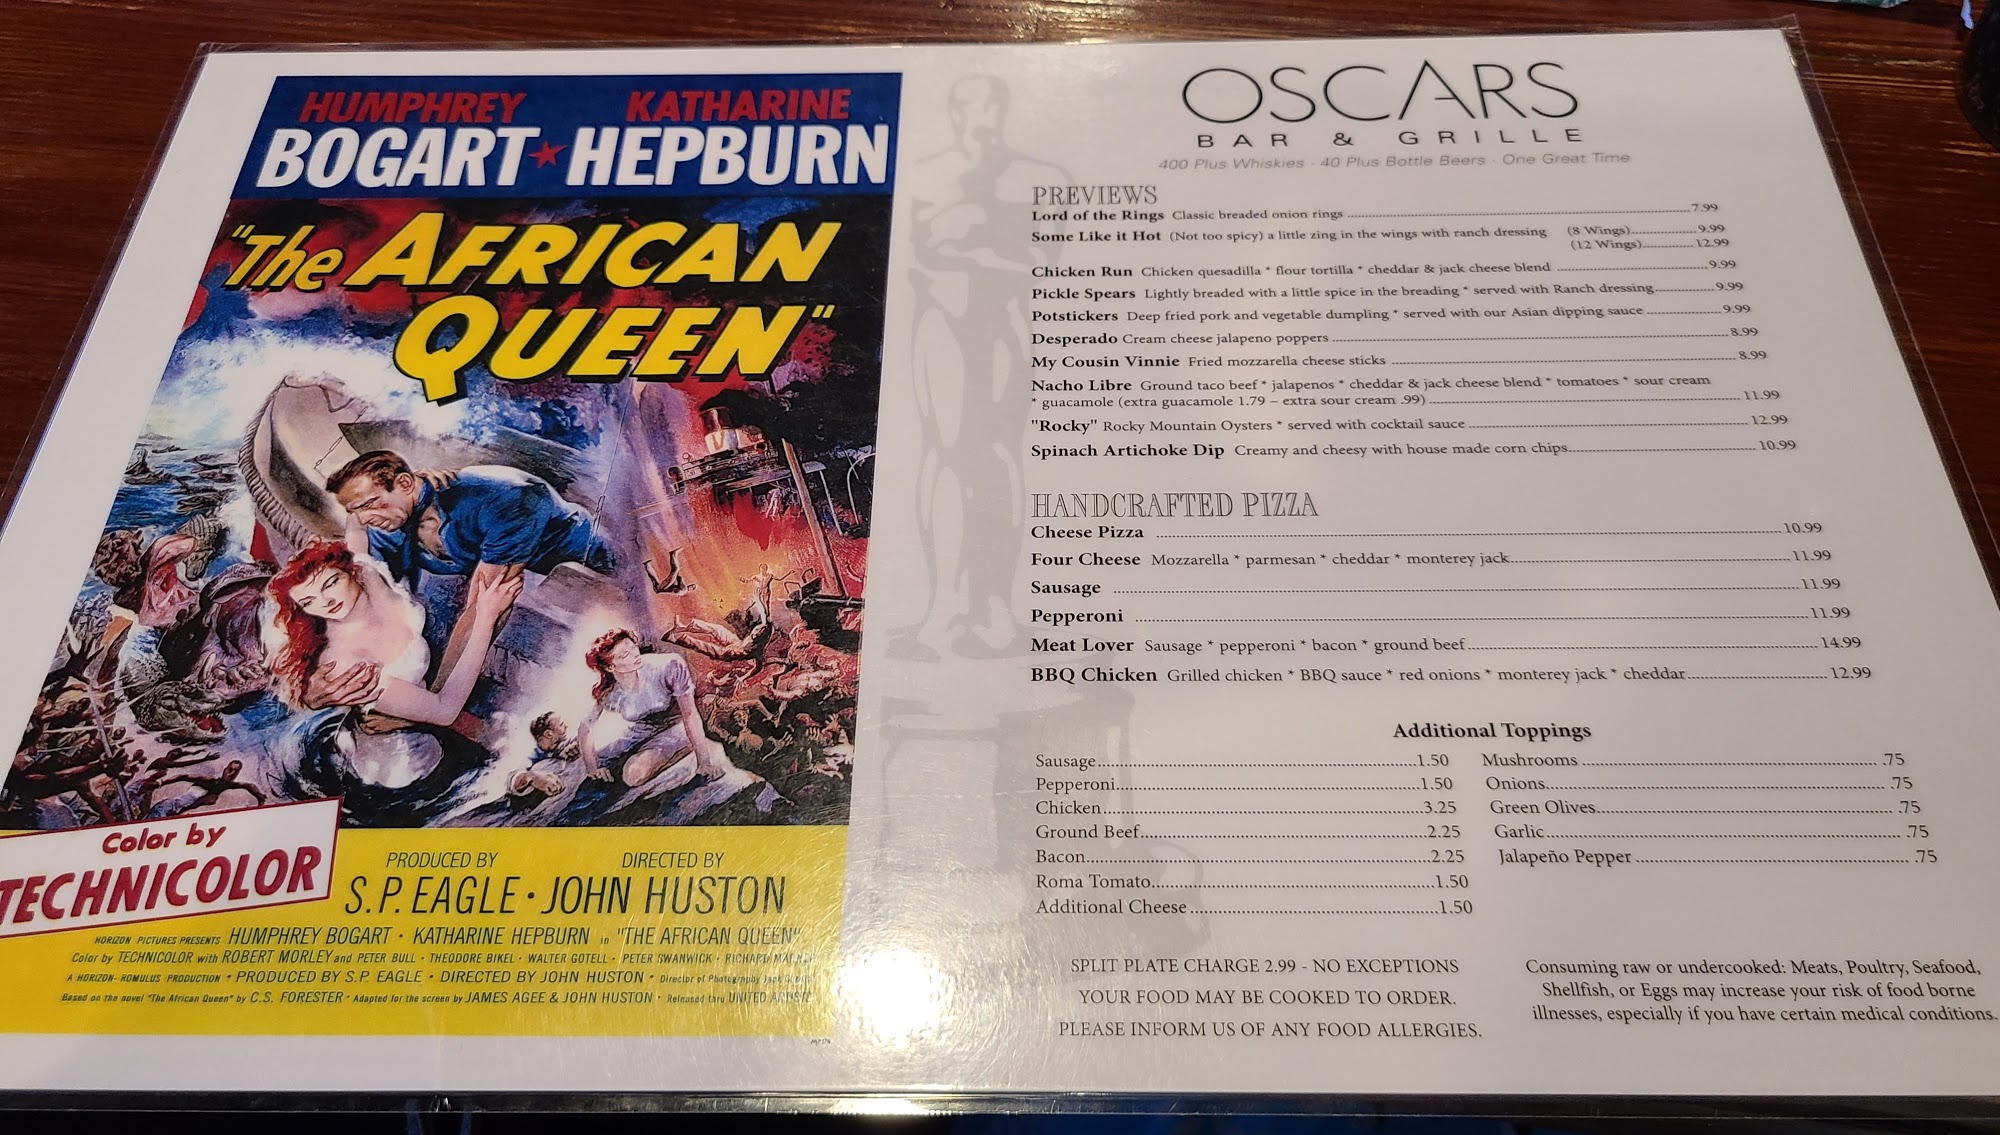 HUMPHREY KATHARINE
BOGART HEPBURN
"The AFRICAN
QUEEN"
Color by
TECHNICOLOR
PRODUCED BY DIRECTED BY
S.P. EAGLE · JOHN HUSTON
HORIZON PICTURES PRESENTS HUMPHREY BOGART · KATHARINE HEPBURN in "THE AFRICAN QUEEN"
Color by TECHNICOLOR with ROBERT MORLEY and PETER BULL · THEODORE BIKEL · WALTER GOTELL · PETER SWANWICK · RICHARD
A HORIZON-ROMULUS PRODUCTION · PRODUCED BY S.P. EAGLE · DIRECTED BY JOHN HUSTON · Director of Photography Jack
Based on the novel "The African Queen" by C.S. FORESTER · Adapted for the screen by JAMES AGEE & JOHN HUSTON · Released thru UNITED ARTISTS
OSCARS
BAR & GRILLE
400 Plus Whiskies · 40 Plus Bottle Beers · One Great Time
PREVIEWS
Lord of the Rings Classic breaded onion rings 7.99
Some Like it Hot (Not too spicy) a little zing in the wings with ranch dressing (8 Wings) 9.99
(12 Wings) 12.99
Chicken Run Chicken quesadilla * flour tortilla * cheddar & jack cheese blend 9.99
Pickle Spears Lightly breaded with a little spice in the breading * served with Ranch dressing 9.99
Potstickers Deep fried pork and vegetable dumpling * served with our Asian dipping sauce 9.99
Desperado Cream cheese jalapeno poppers 8.99
My Cousin Vinnie Fried mozzarella cheese sticks 8.99
Nacho Libre Ground taco beef * jalapenos * cheddar & jack cheese blend * tomatoes * sour cream
* guacamole (extra guacamole 1.79 – extra sour cream .99) 11.99
"Rocky" Rocky Mountain Oysters * served with cocktail sauce 12.99
Spinach Artichoke Dip Creamy and cheesy with house made corn chips 10.99
HANDCRAFTED PIZZA
Cheese Pizza 10.99
Four Cheese Mozzarella * parmesan * cheddar * monterey jack 11.99
Sausage 11.99
Pepperoni 11.99
Meat Lover Sausage * pepperoni * bacon * ground beef 14.99
BBQ Chicken Grilled chicken * BBQ sauce * red onions * monterey jack * cheddar 12.99
Additional Toppings
Sausage 1.50
Pepperoni 1.50
Chicken 3.25
Ground Beef 2.25
Bacon 2.25
Roma Tomato 1.50
Additional Cheese 1.50
Mushrooms .75
Onions .75
Green Olives .75
Garlic .75
Jalapeño Pepper .75
SPLIT PLATE CHARGE 2.99 - NO EXCEPTIONS
YOUR FOOD MAY BE COOKED TO ORDER.
PLEASE INFORM US OF ANY FOOD ALLERGIES.
Consuming raw or undercooked: Meats, Poultry, Seafood,
Shellfish, or Eggs may increase your risk of food borne
illnesses, especially if you have certain medical conditions.